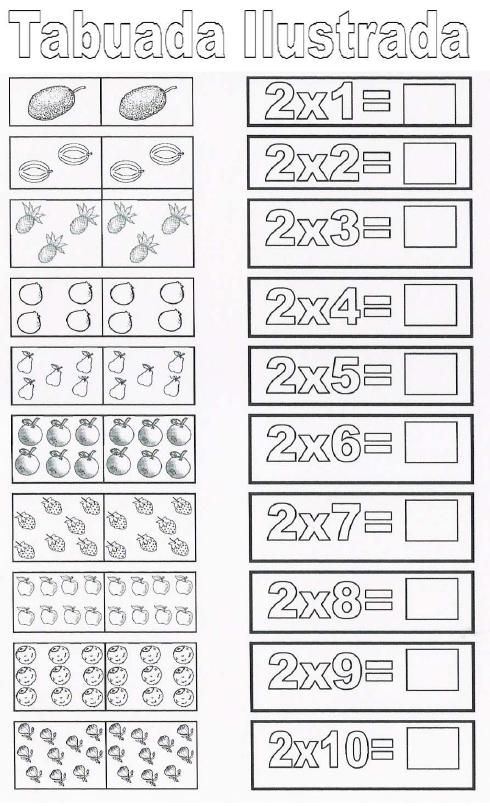 Tabuada Ilustrada
2x1=
2x2=
2x3=
2x4=
2x5=
2x6=
2x7=
2x8=
2x9=
2x10=